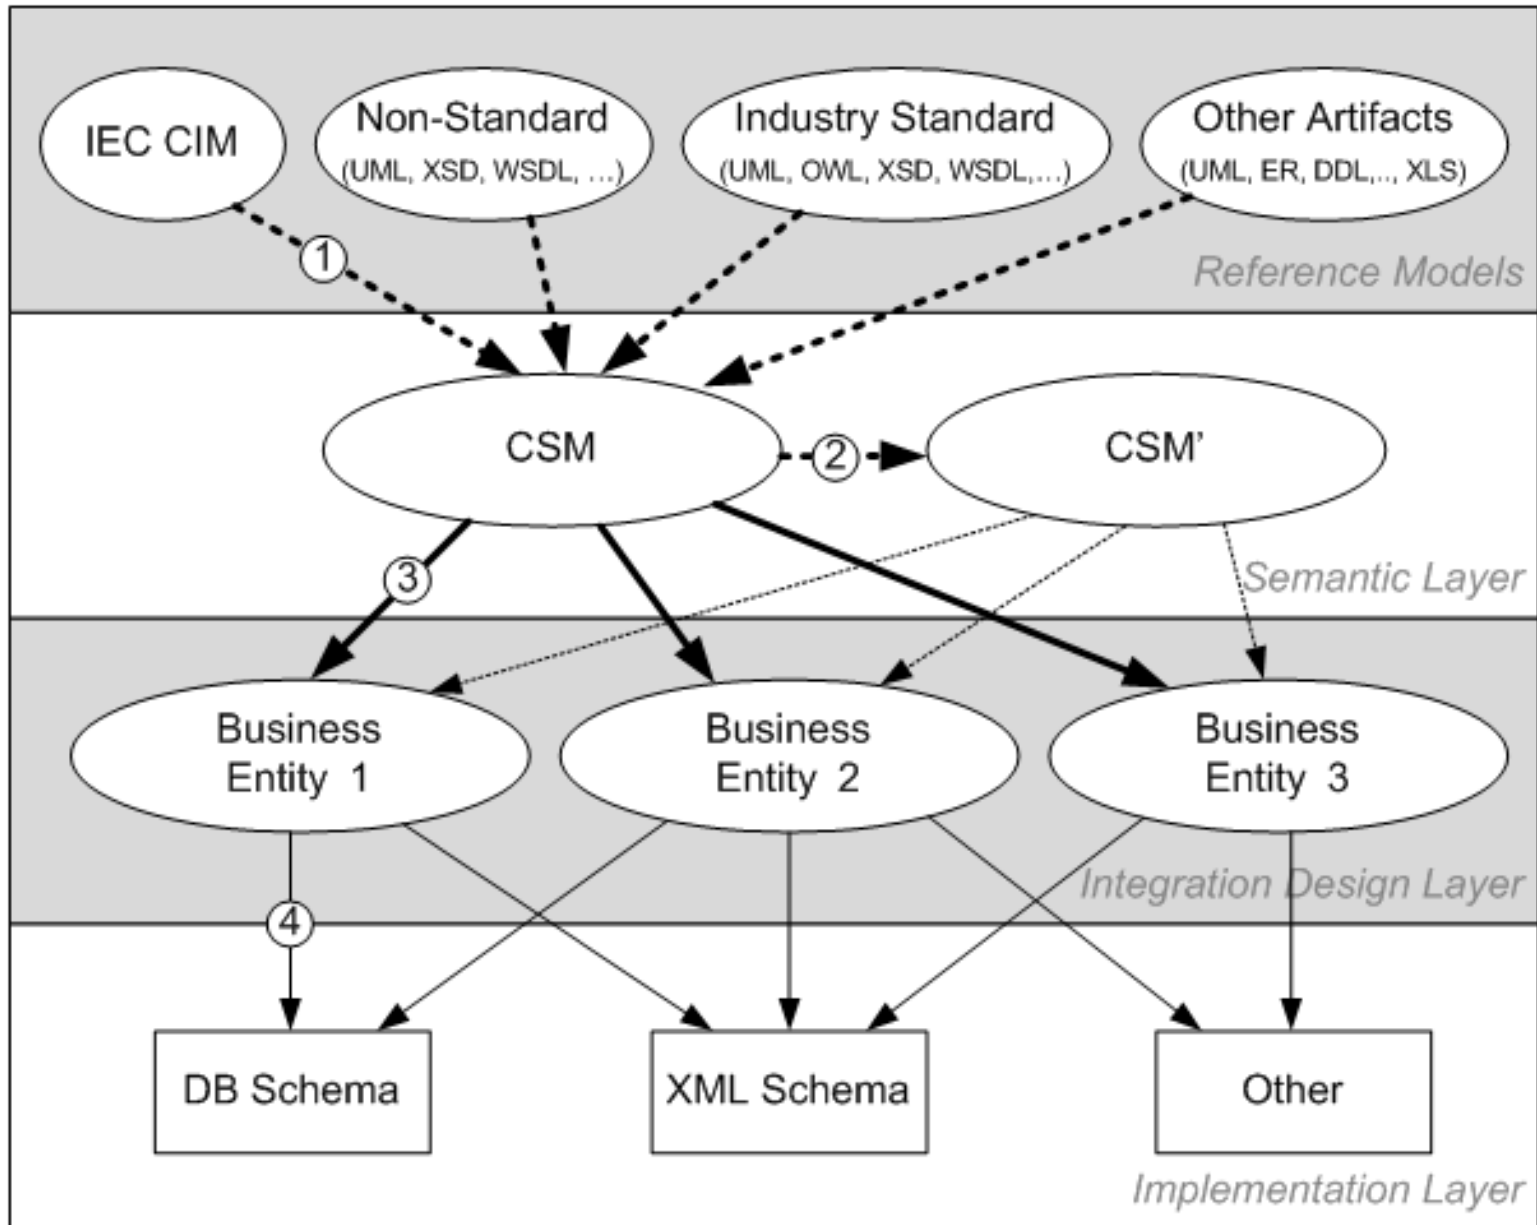 IEC CIM
Non-Standard
(UML, XSD, WSDL, …)
Industry Standard
(UML, OWL, XSD, WSDL,…)
Other Artifacts
(UML, ER, DDL,.., XLS)
1
Reference Models
CSM
2
CSM’
3
Semantic Layer
Business
Entity 1
Business
Entity 2
Business
Entity 3
Integration Design Layer
4
DB Schema
XML Schema
Other
Implementation Layer